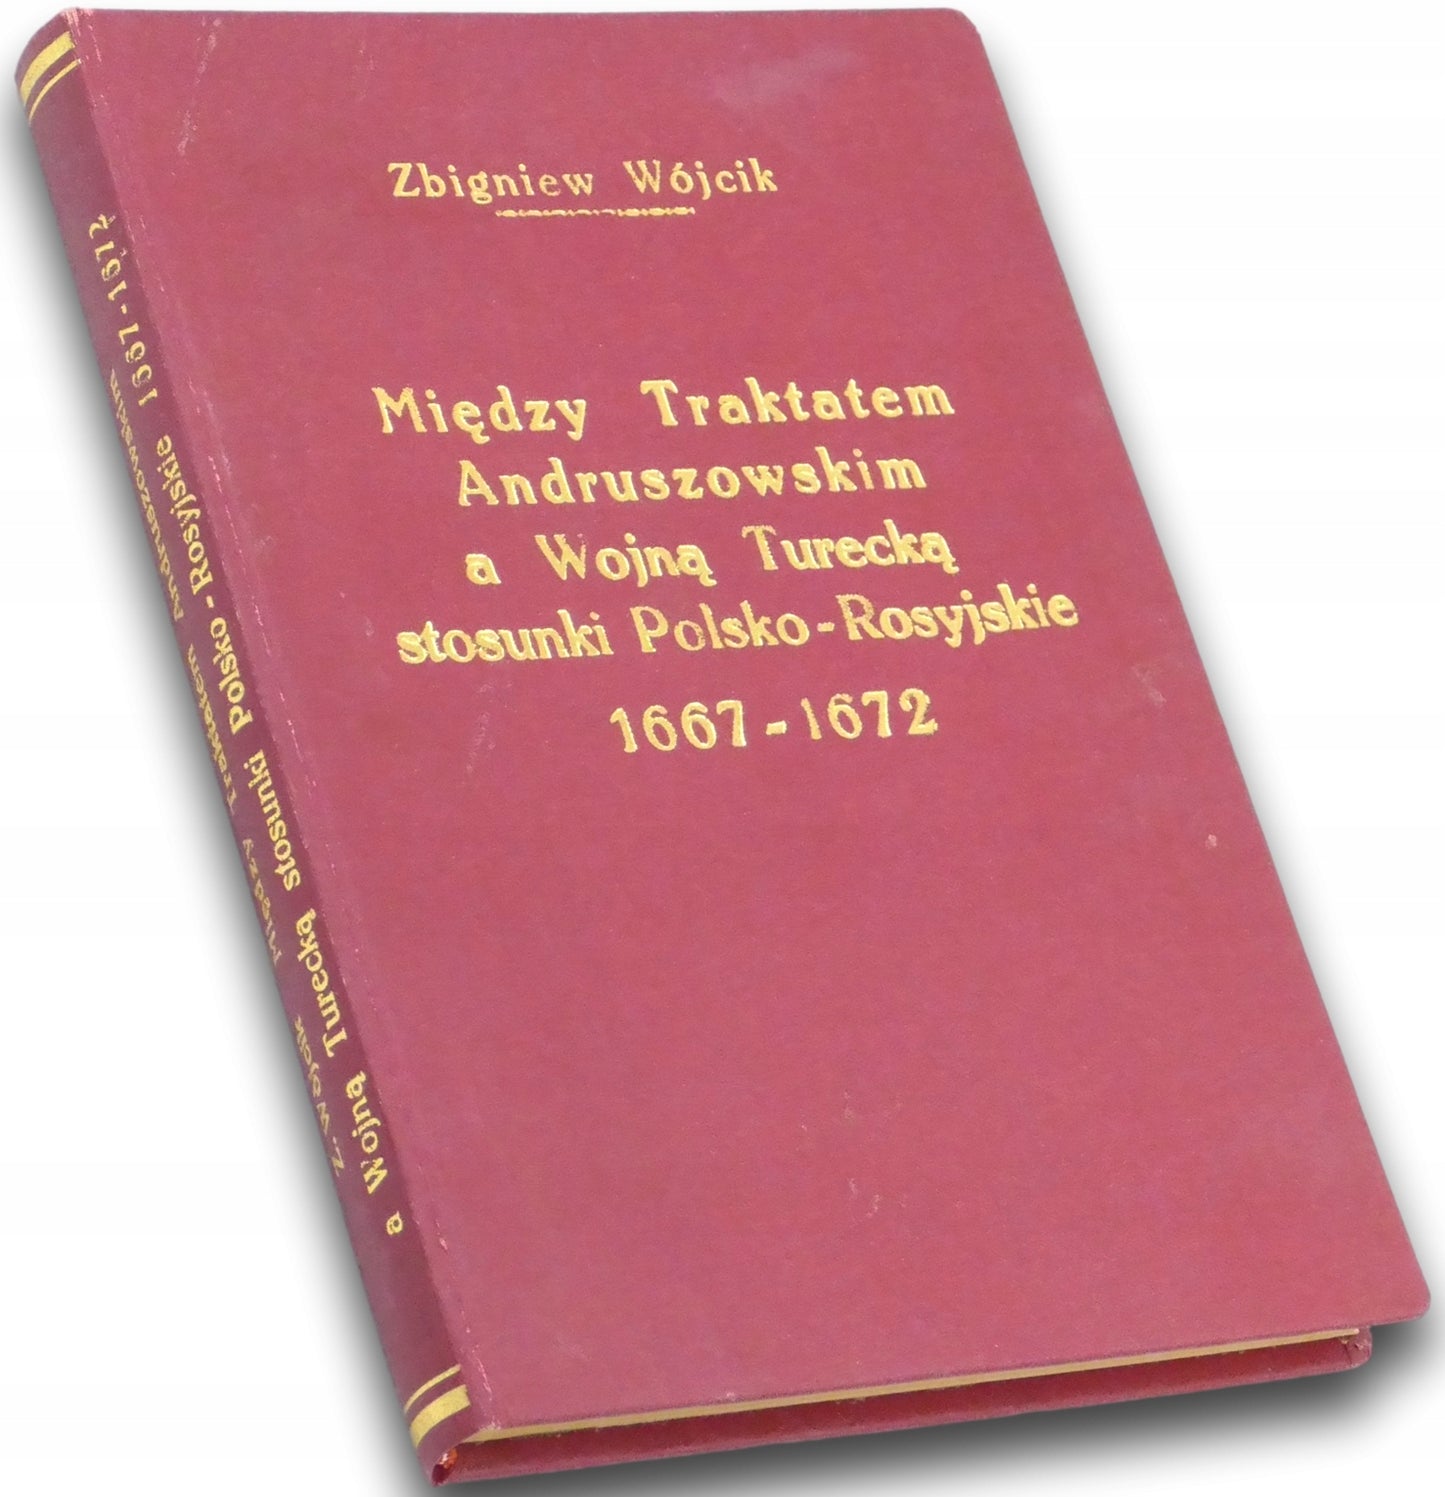 Zbigniew Wójcik
Między Traktatem
Andruszowskim
a Wojną Turecką
stosunki Polsko-Rosyjskie
1667-1672
Z. Wójcik Między Traktatem Andruszowskim
a Wojną Turecką stosunki Polsko-Rosyjskie 1667-1672